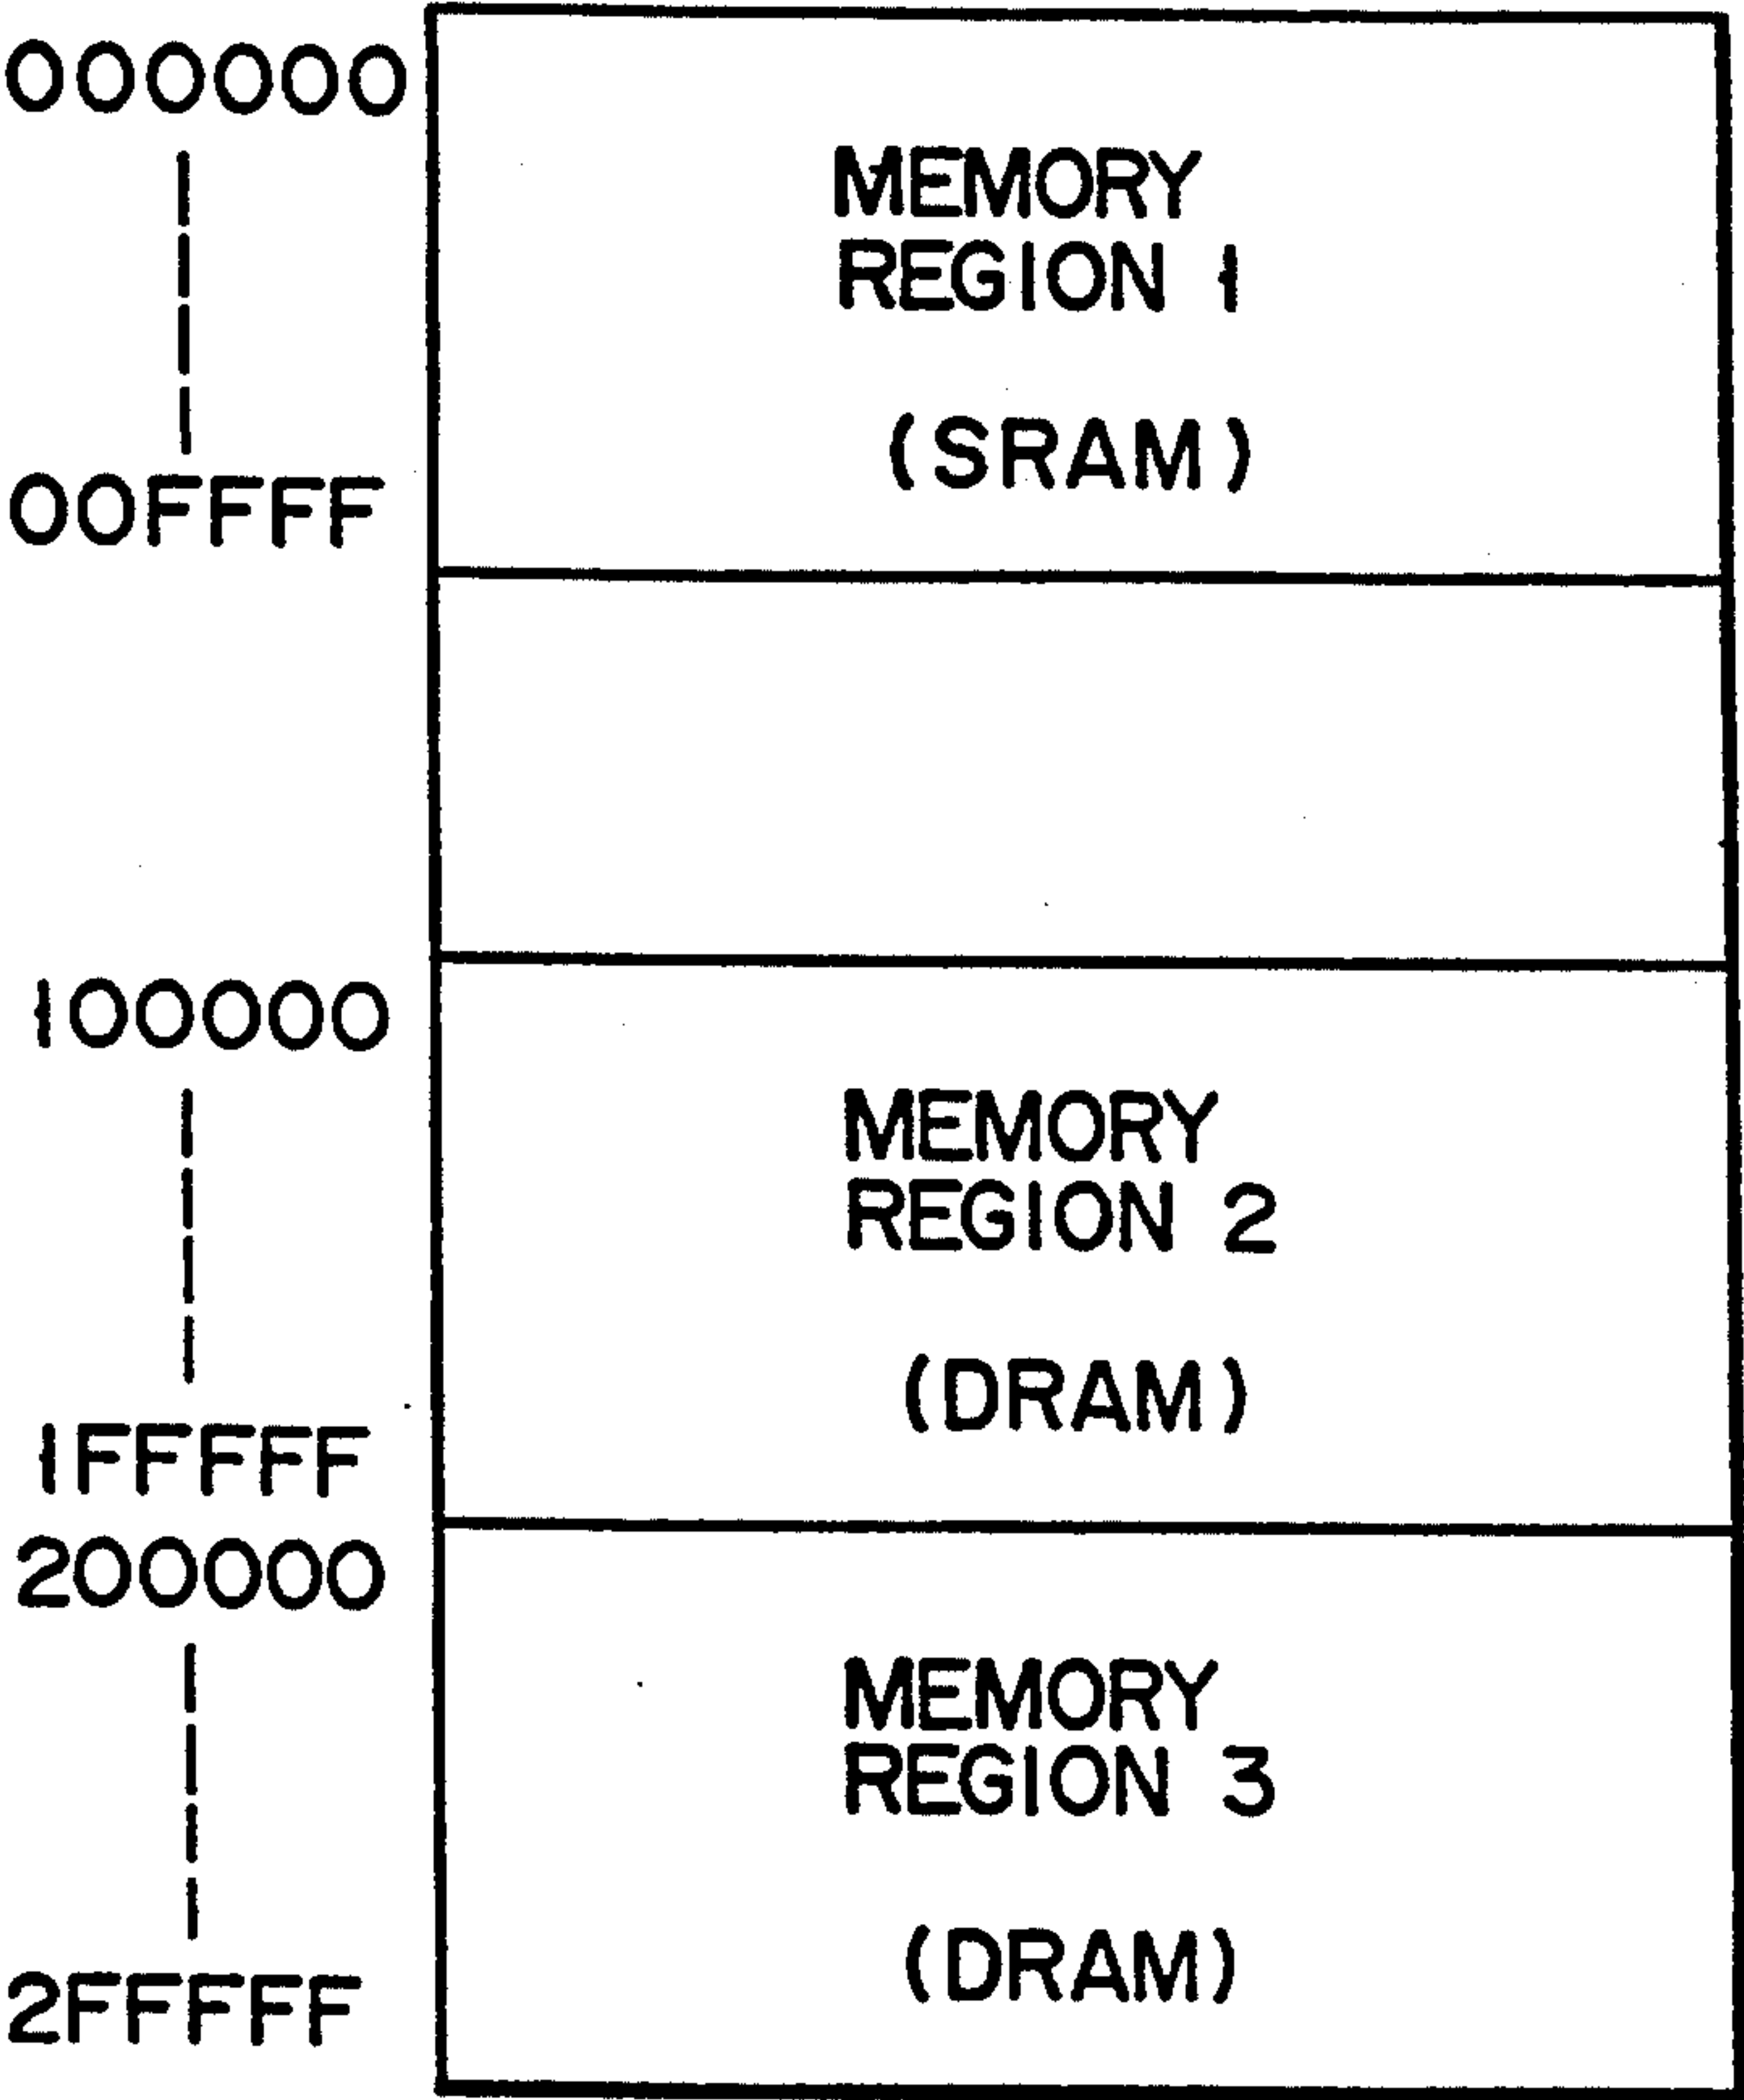 000000
MEMORY
REGION 1
(SRAM)
00FFFF
100000
MEMORY
REGION 2
(DRAM)
1FFFFF
200000
MEMORY
REGION 3
(DRAM)
2FFFFF